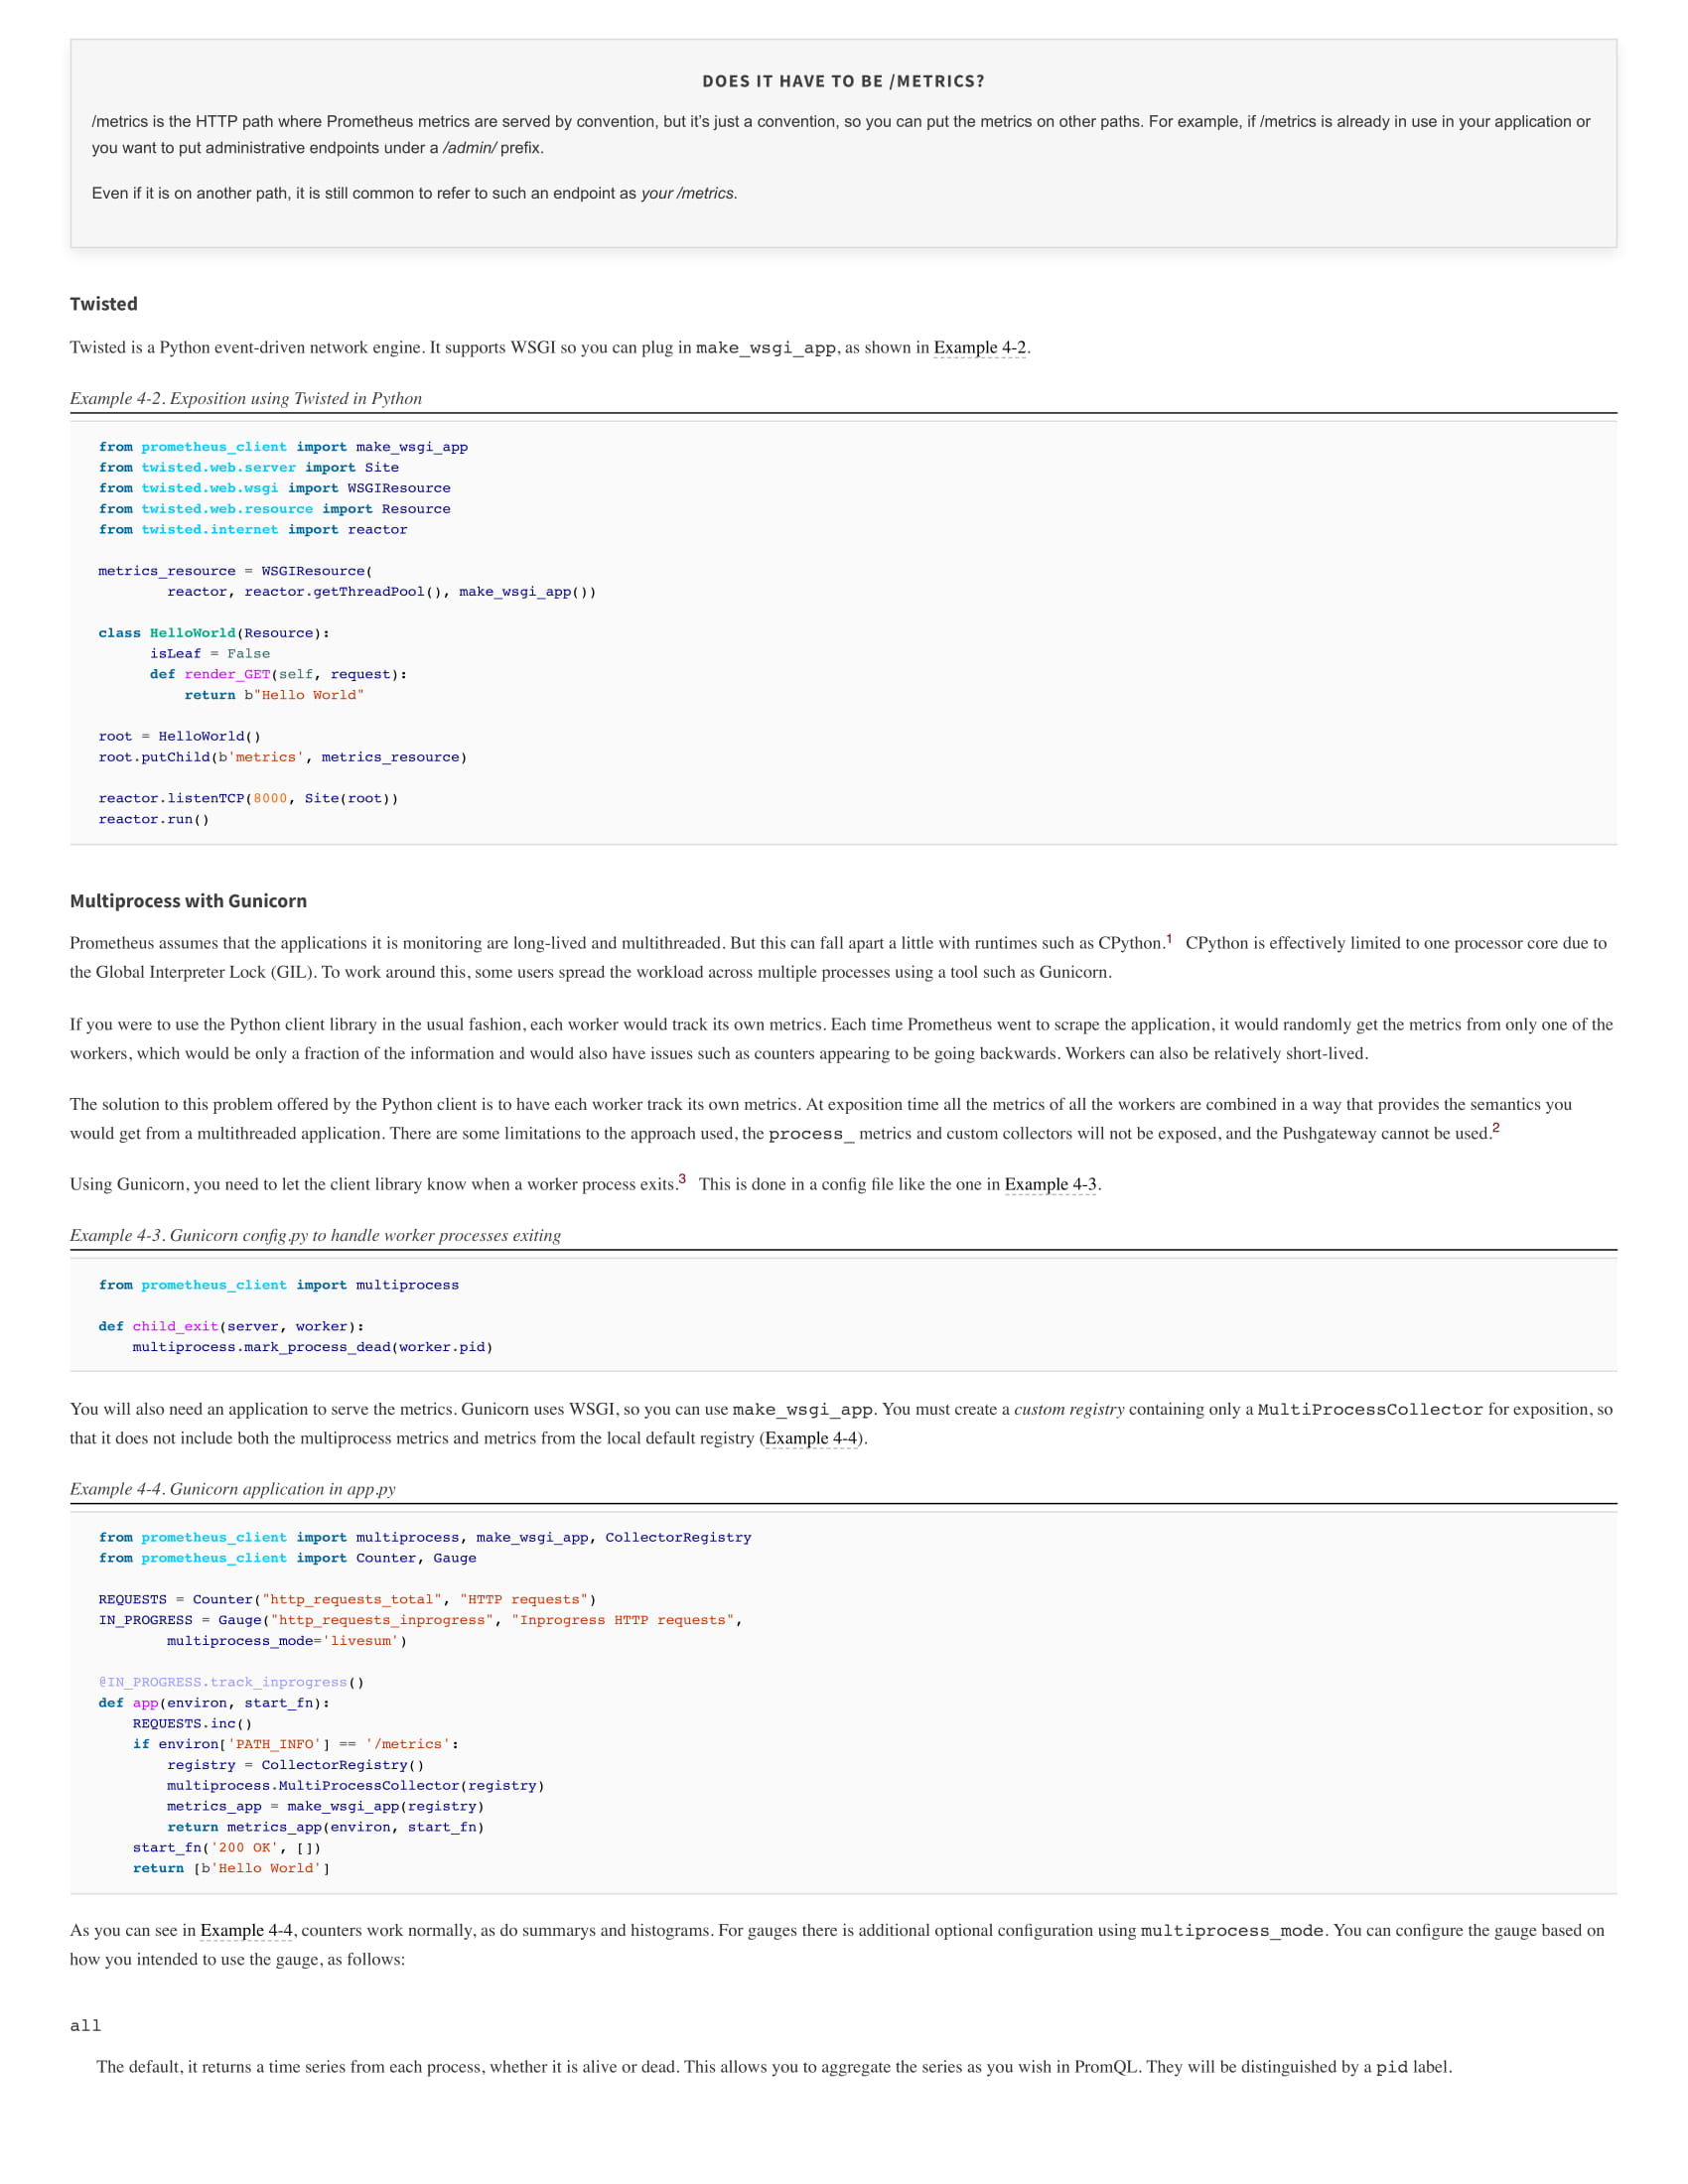 DOES IT HAVE TO BE /METRICS?
/metrics is the HTTP path where Prometheus metrics are served by convention, but it’s just a convention, so you can put the metrics on other paths. For example, if /metrics is already in use in your application or
you want to put administrative endpoints under a /admin/ prefix.
Even if it is on another path, it is still common to refer to such an endpoint as your /metrics.
Twisted
Twisted is a Python event-driven network engine. It supports WSGI so you can plug in make_wsgi_app, as shown in Example 4-2.
Example 4-2. Exposition using Twisted in Python
from prometheus_client import make_wsgi_app
from twisted.web.server import Site
from twisted.web.wsgi import WSGIResource
from twisted.web.resource import Resource
from twisted.internet import reactor
metrics_resource = WSGIResource(
        reactor, reactor.getThreadPool(), make_wsgi_app())
class HelloWorld(Resource):
      isLeaf = False
      def render_GET(self, request):
          return b"Hello World"
root = HelloWorld()
root.putChild(b'metrics', metrics_resource)
reactor.listenTCP(8000, Site(root))
reactor.run()
Multiprocess with Gunicorn
Prometheus assumes that the applications it is monitoring are long-lived and multithreaded. But this can fall apart a little with runtimes such as CPython.1 CPython is effectively limited to one processor core due to
the Global Interpreter Lock (GIL). To work around this, some users spread the workload across multiple processes using a tool such as Gunicorn.
If you were to use the Python client library in the usual fashion, each worker would track its own metrics. Each time Prometheus went to scrape the application, it would randomly get the metrics from only one of the
workers, which would be only a fraction of the information and would also have issues such as counters appearing to be going backwards. Workers can also be relatively short-lived.
The solution to this problem offered by the Python client is to have each worker track its own metrics. At exposition time all the metrics of all the workers are combined in a way that provides the semantics you
would get from a multithreaded application. There are some limitations to the approach used, the process_ metrics and custom collectors will not be exposed, and the Pushgateway cannot be used.2
Using Gunicorn, you need to let the client library know when a worker process exits.3 This is done in a config file like the one in Example 4-3.
Example 4-3. Gunicorn config.py to handle worker processes exiting
from prometheus_client import multiprocess
def child_exit(server, worker):
    multiprocess.mark_process_dead(worker.pid)
You will also need an application to serve the metrics. Gunicorn uses WSGI, so you can use make_wsgi_app. You must create a custom registry containing only a MultiProcessCollector for exposition, so
that it does not include both the multiprocess metrics and metrics from the local default registry (Example 4-4).
Example 4-4. Gunicorn application in app.py
from prometheus_client import multiprocess, make_wsgi_app, CollectorRegistry
from prometheus_client import Counter, Gauge
REQUESTS = Counter("http_requests_total", "HTTP requests")
IN_PROGRESS = Gauge("http_requests_inprogress", "Inprogress HTTP requests",
        multiprocess_mode='livesum')
@IN_PROGRESS.track_inprogress()
def app(environ, start_fn):
    REQUESTS.inc()
    if environ['PATH_INFO'] == '/metrics':
        registry = CollectorRegistry()
        multiprocess.MultiProcessCollector(registry)
        metrics_app = make_wsgi_app(registry)
        return metrics_app(environ, start_fn)
    start_fn('200 OK', [])
    return [b'Hello World']
As you can see in Example 4-4, counters work normally, as do summarys and histograms. For gauges there is additional optional configuration using multiprocess_mode. You can configure the gauge based on
how you intended to use the gauge, as follows:
all
The default, it returns a time series from each process, whether it is alive or dead. This allows you to aggregate the series as you wish in PromQL. They will be distinguished by a pid label.